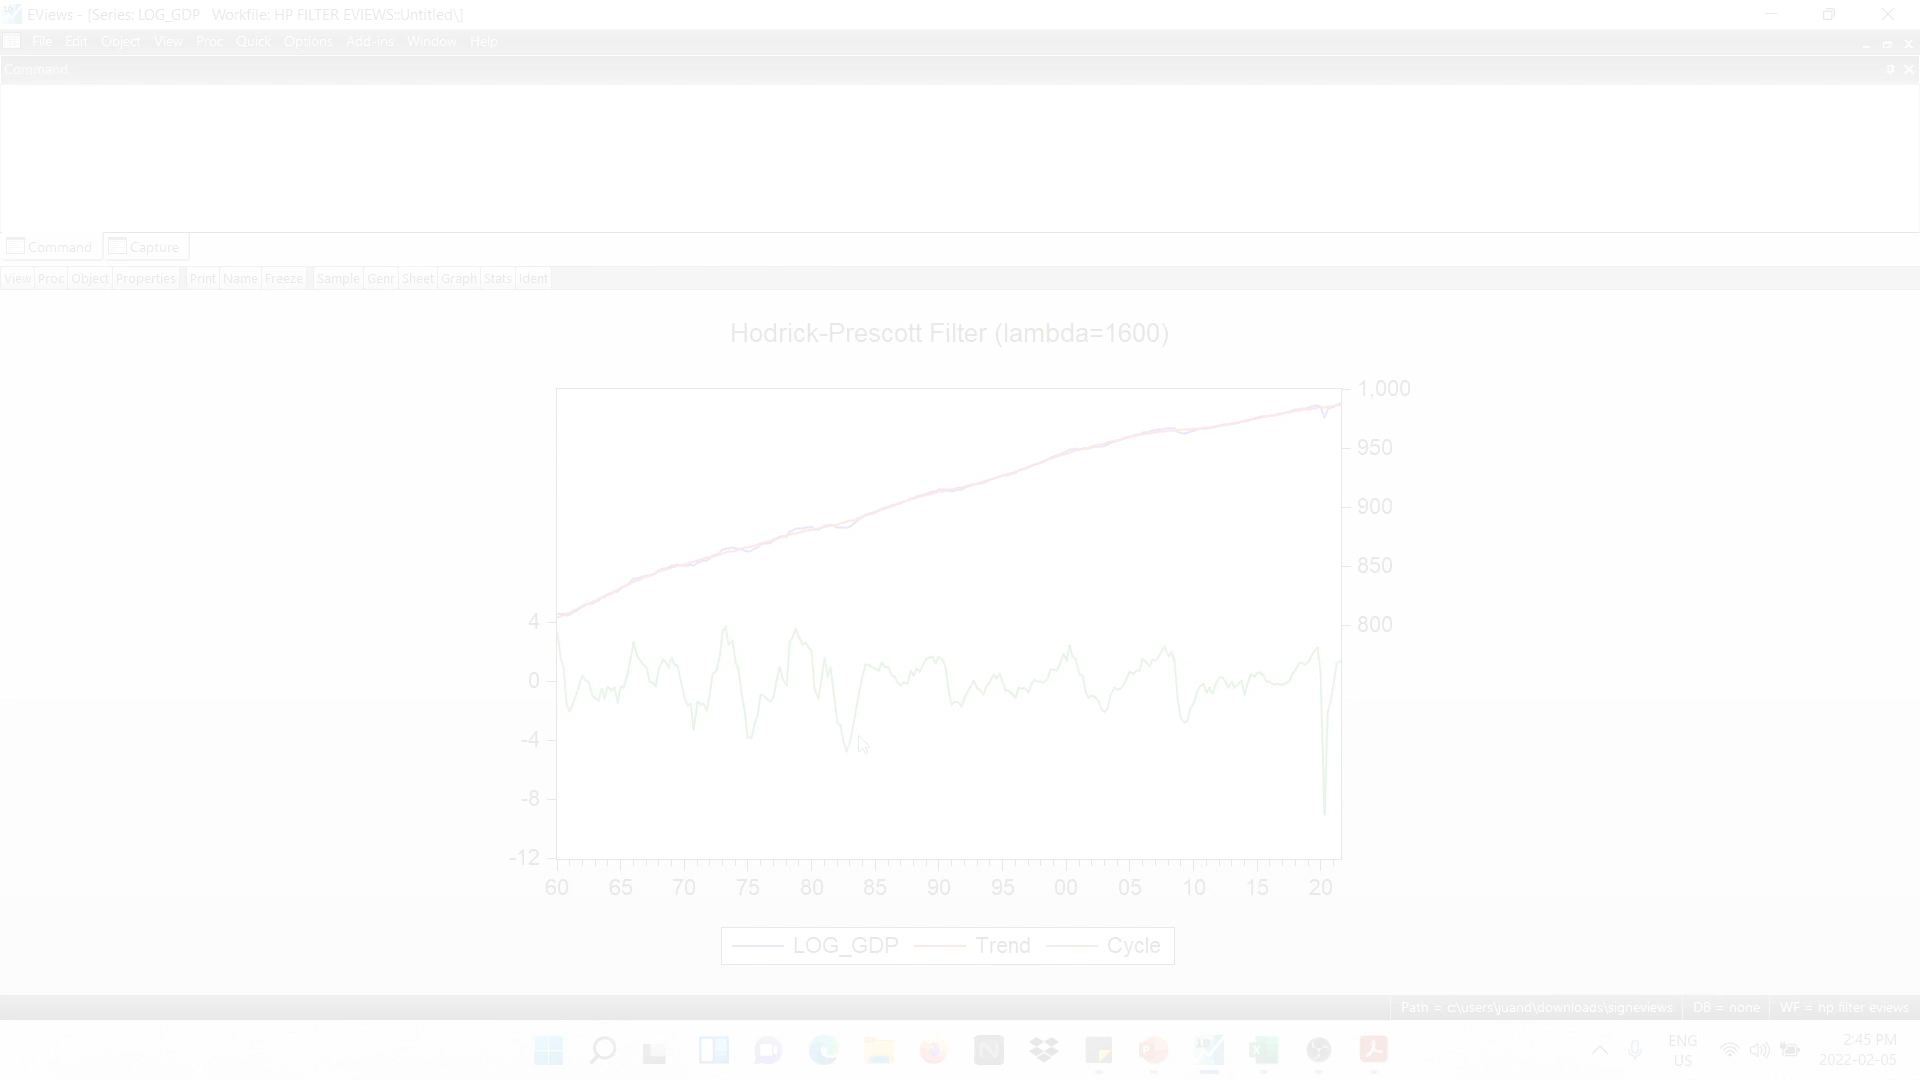 EViews - [Series: LOG_GDP Workfile: HP FILTER EVIEWS::Untitled\]
File Edit Object View Proc Quick Options Add-ins Window Help
Command
Command Capture
View Proc Object Properties Print Name Freeze Sample Genr Sheet Graph Stats Ident
Hodrick-Prescott Filter (lambda=1600)
1,000
950
900
850
800
4
0
-4
-8
-12
60 65 70 75 80 85 90 95 00 05 10 15 20
LOG_GDP Trend Cycle
Path = c:\users\juand\downloads\signeviews DB = none WF = hp filter eviews
ENG
US
2:45 PM
2022-02-05